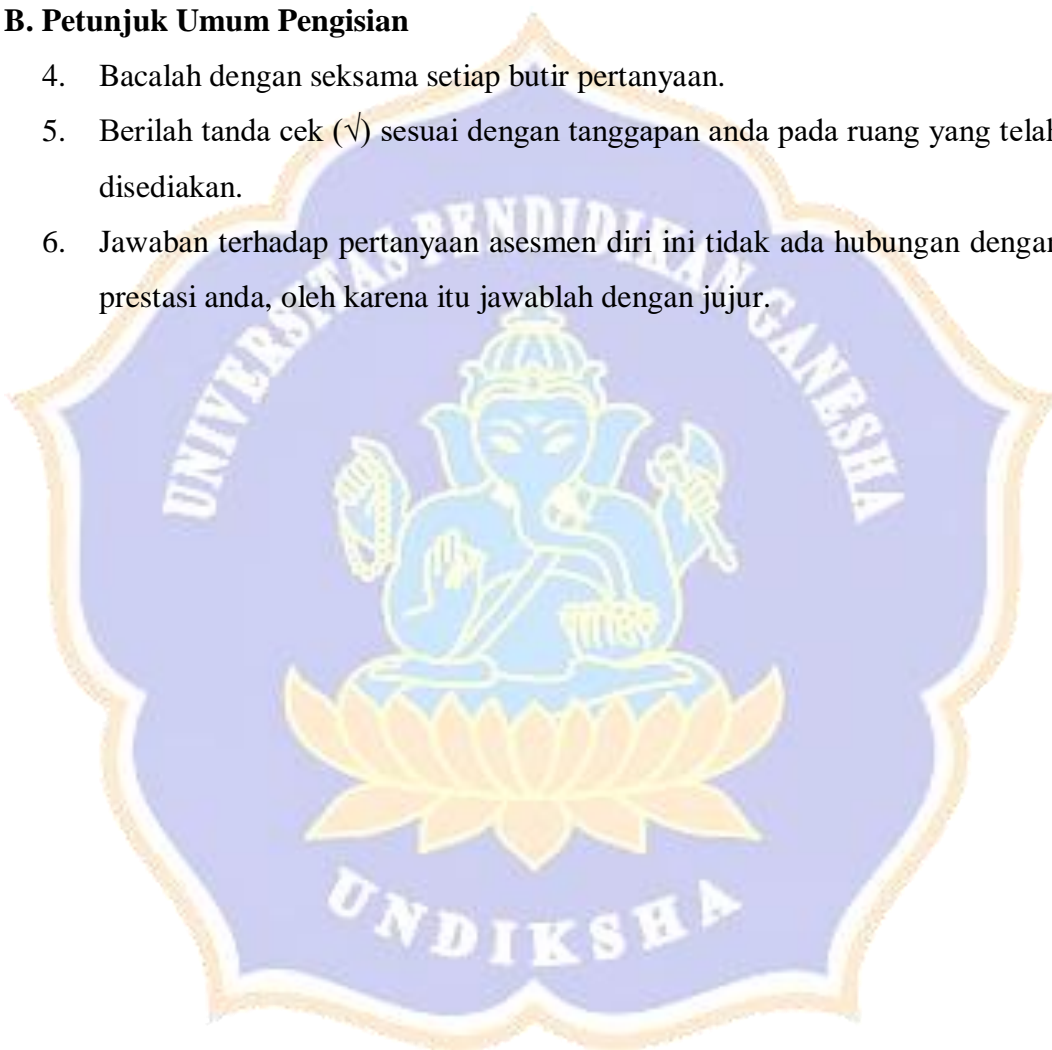 B. Petunjuk Umum Pengisian
4. Bacalah dengan seksama setiap butir pertanyaan.
5. Berilah tanda cek (√) sesuai dengan tanggapan anda pada ruang yang telah
disediakan.
6. Jawaban terhadap pertanyaan asesmen diri ini tidak ada hubungan dengan
prestasi anda, oleh karena itu jawablah dengan jujur.
UNIVERSITAS PENDIDIKAN GANESHA
UNDIKSHA